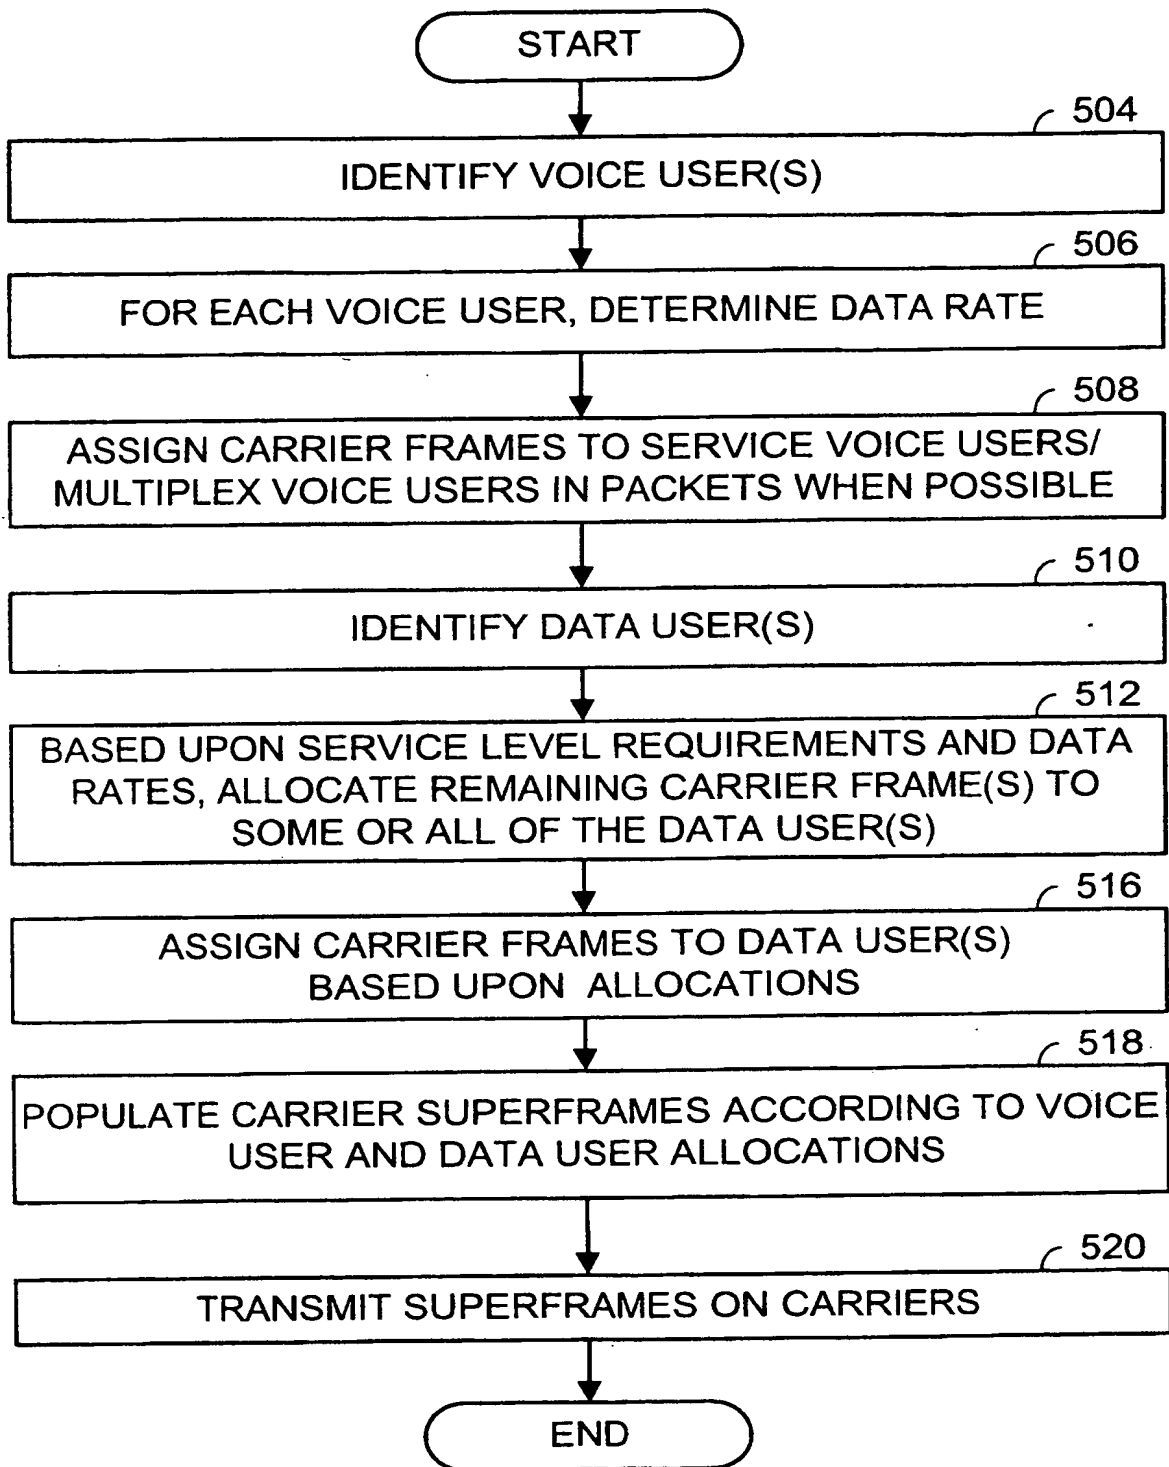 START
504
IDENTIFY VOICE USER(S)
506
FOR EACH VOICE USER, DETERMINE DATA RATE
508
ASSIGN CARRIER FRAMES TO SERVICE VOICE USERS/
MULTIPLEX VOICE USERS IN PACKETS WHEN POSSIBLE
510
IDENTIFY DATA USER(S)
512
BASED UPON SERVICE LEVEL REQUIREMENTS AND DATA
RATES, ALLOCATE REMAINING CARRIER FRAME(S) TO
SOME OR ALL OF THE DATA USER(S)
516
ASSIGN CARRIER FRAMES TO DATA USER(S)
BASED UPON ALLOCATIONS
518
POPULATE CARRIER SUPERFRAMES ACCORDING TO VOICE
USER AND DATA USER ALLOCATIONS
520
TRANSMIT SUPERFRAMES ON CARRIERS
END